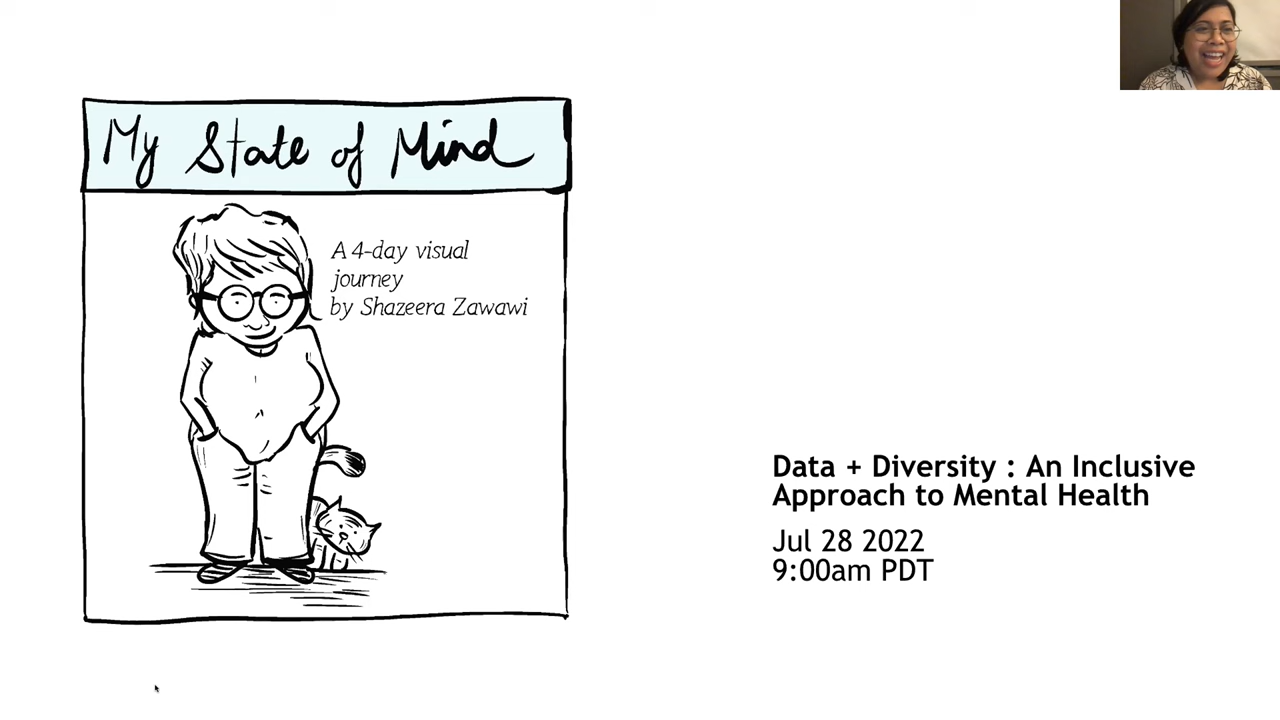 My State of Mind
A 4-day visual
journey
by Shazeera Zawawi
Data + Diversity : An Inclusive
Approach to Mental Health
Jul 28 2022
9:00am PDT